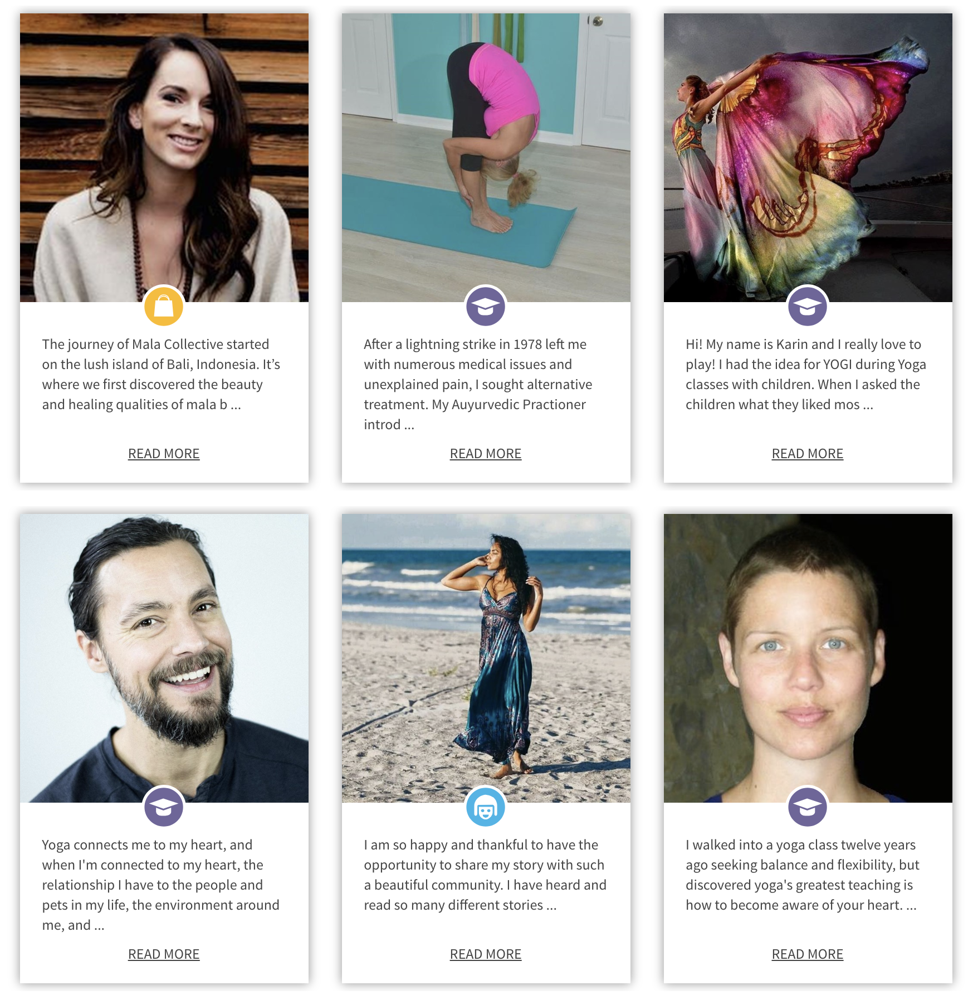 The journey of Mala Collective started
on the lush island of Bali, Indonesia. It’s
where we first discovered the beauty
and healing qualities of mala b ...
READ MORE
After a lightning strike in 1978 left me
with numerous medical issues and
unexplained pain, I sought alternative
treatment. My Auyurvedic Practioner
introd ...
READ MORE
Hi! My name is Karin and I really love to
play! I had the idea for YOGI during Yoga
classes with children. When I asked the
children what they liked mos ...
READ MORE
Yoga connects me to my heart, and
when I'm connected to my heart, the
relationship I have to the people and
pets in my life, the environment around
me, and ...
READ MORE
I am so happy and thankful to have the
opportunity to share my story with such
a beautiful community. I have heard and
read so many different stories ...
READ MORE
I walked into a yoga class twelve years
ago seeking balance and flexibility, but
discovered yoga's greatest teaching is
how to become aware of your heart. ...
READ MORE